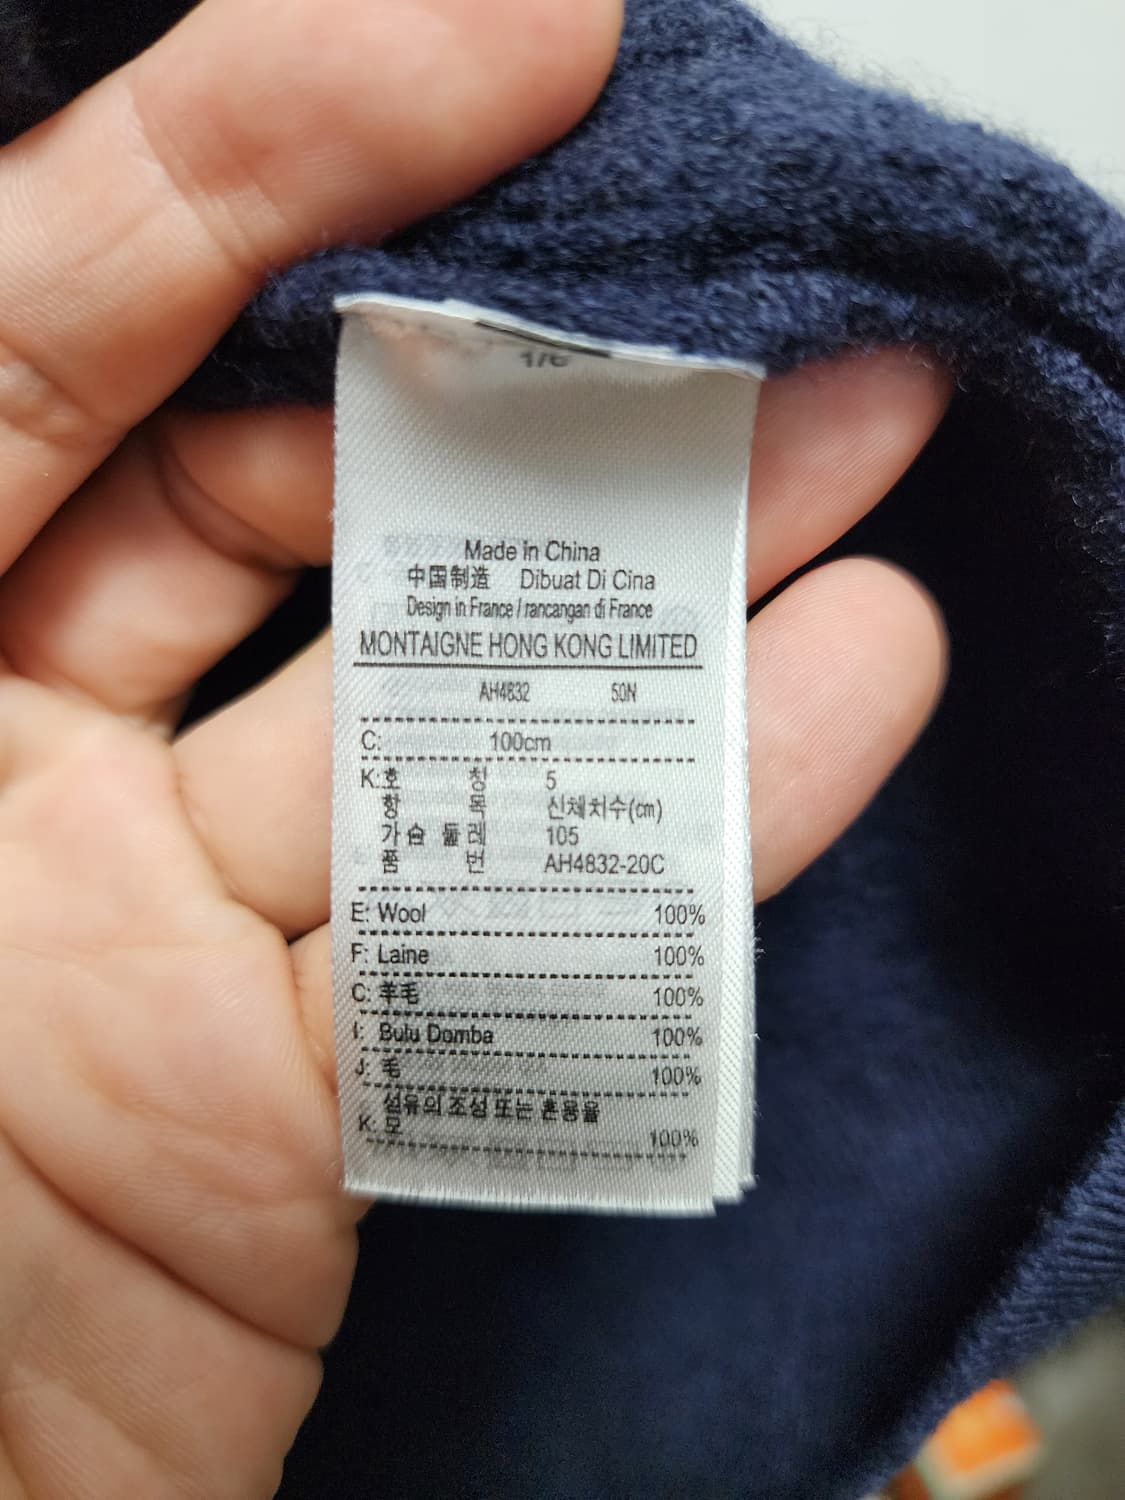 Made in China
中国制造 Dibuat Di Cina
Design in France / rancangan di France
MONTAIGNE HONG KONG LIMITED
AH4832 50N
C: 100cm
K:호 칭 5
항 목 신체치수(㎝)
가슴 둘레 105
품 번 AH4832-20C
E: Wool 100%
F: Laine 100%
C: 羊毛 100%
I: Bulu Domba 100%
J: 毛 100%
섬유의 조성 또는 혼용율
K: 모 100%